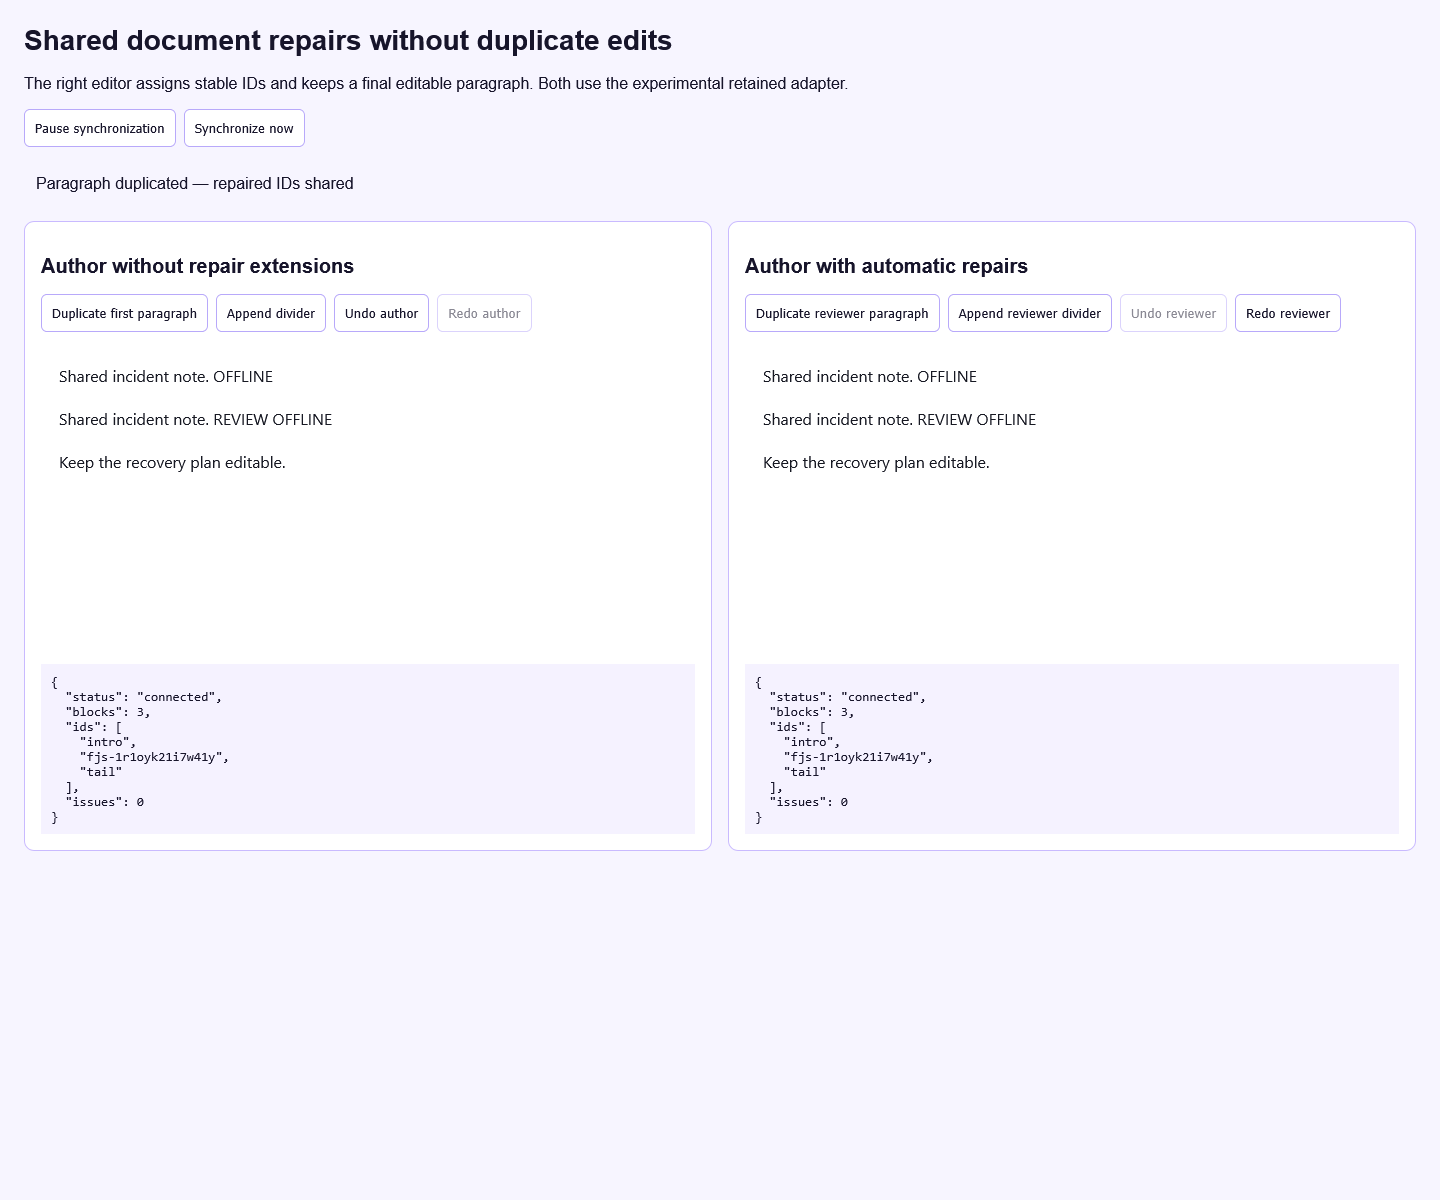 Shared document repairs without duplicate edits
The right editor assigns stable IDs and keeps a final editable paragraph. Both use the experimental retained adapter.
Pause synchronization
Synchronize now
Paragraph duplicated — repaired IDs shared
Author without repair extensions
Duplicate first paragraph
Append divider
Undo author
Redo author
Shared incident note. OFFLINE
Shared incident note. REVIEW OFFLINE
Keep the recovery plan editable.
{
  "status": "connected",
  "blocks": 3,
  "ids": [
    "intro",
    "fjs-1r1oyk21i7w41y",
    "tail"
  ],
  "issues": 0
}
Author with automatic repairs
Duplicate reviewer paragraph
Append reviewer divider
Undo reviewer
Redo reviewer
Shared incident note. OFFLINE
Shared incident note. REVIEW OFFLINE
Keep the recovery plan editable.
{
  "status": "connected",
  "blocks": 3,
  "ids": [
    "intro",
    "fjs-1r1oyk21i7w41y",
    "tail"
  ],
  "issues": 0
}